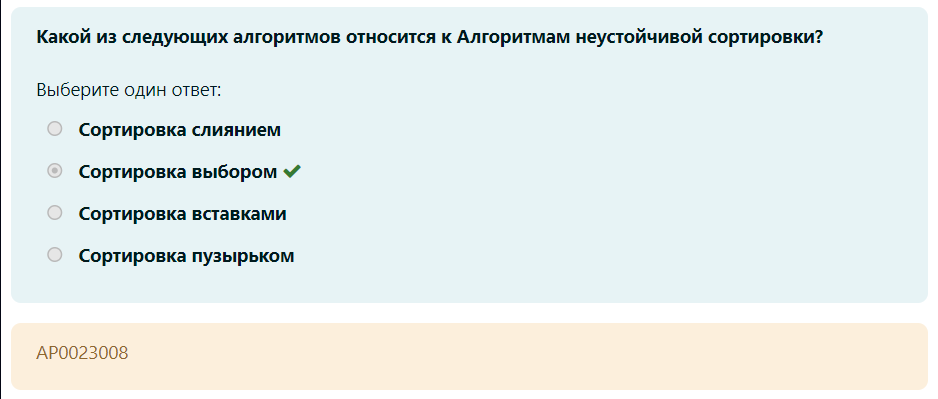 Какой из следующих алгоритмов относится к Алгоритмам неустойчивой сортировки?
Выберите один ответ:
Сортировка слиянием
Сортировка выбором
Сортировка вставками
Сортировка пузырьком
AP0023008